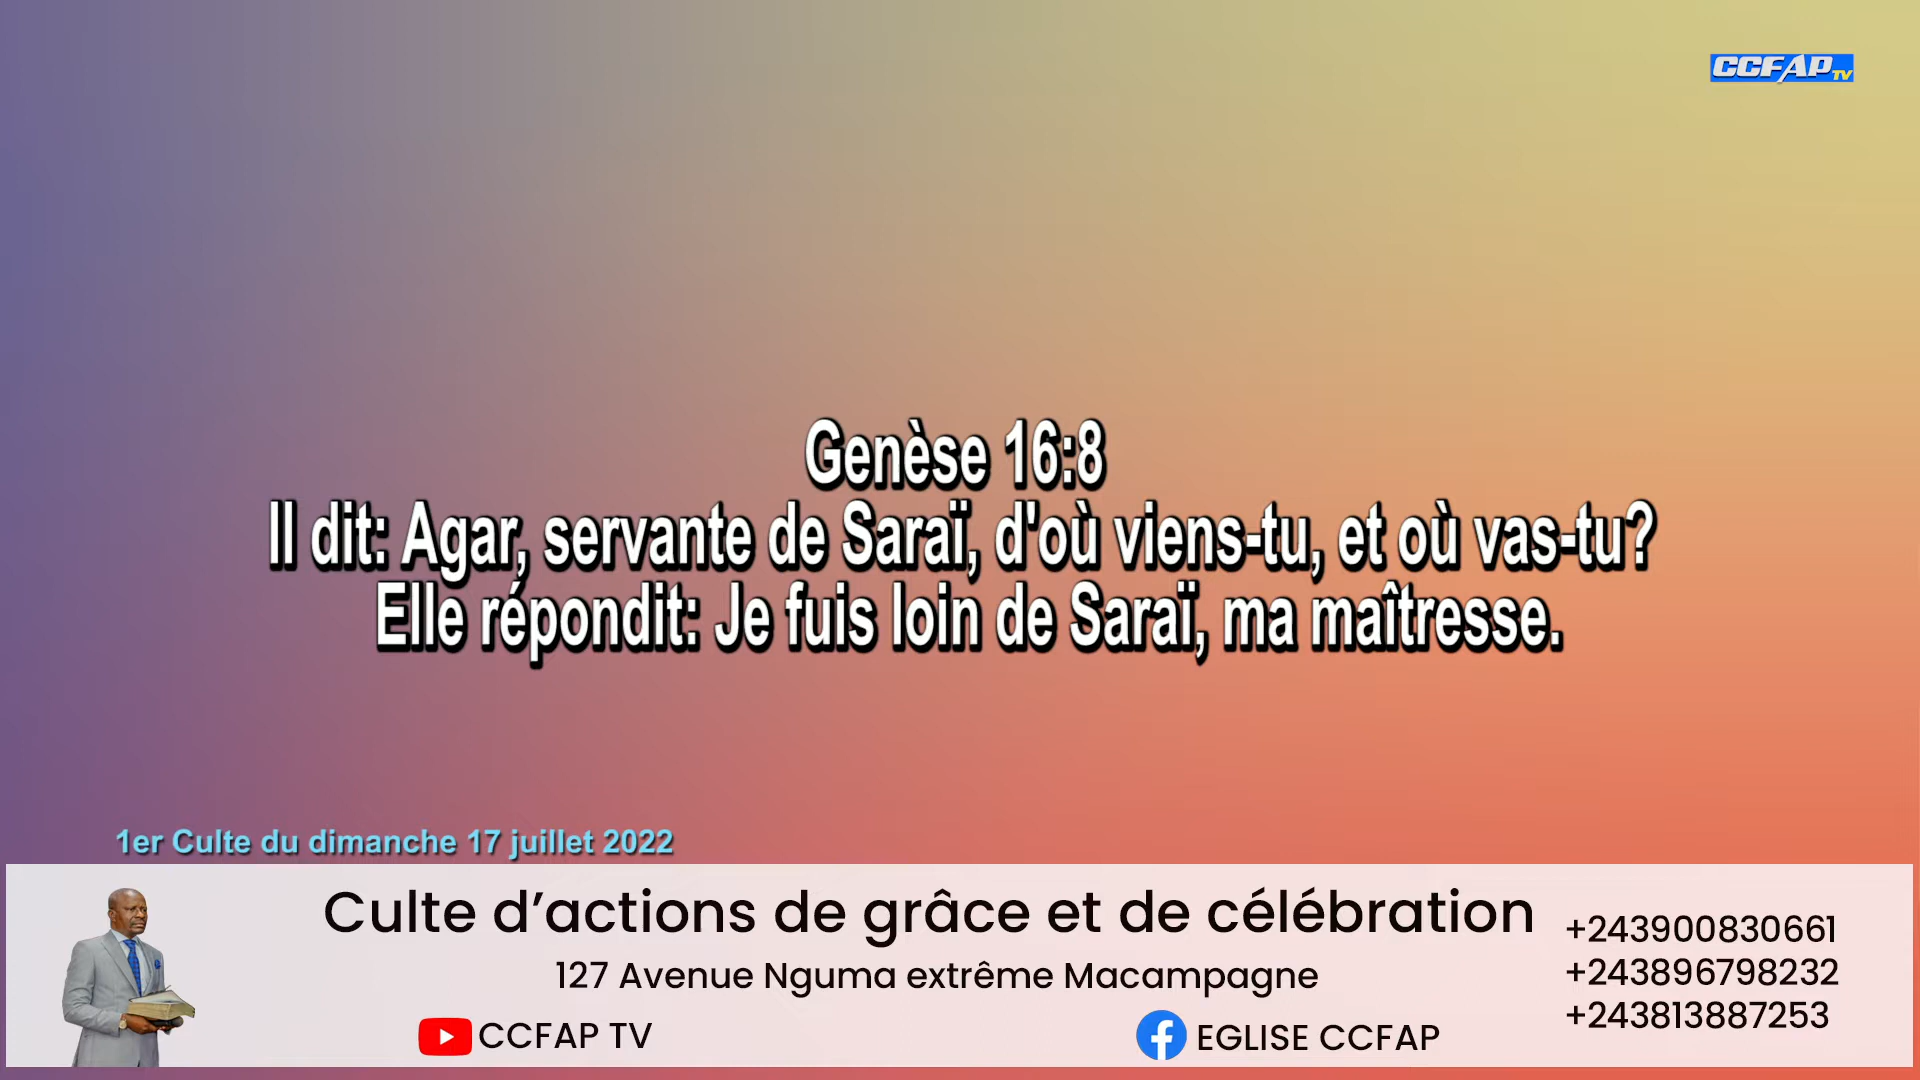 CCFAP TV
Genèse 16:8
Il dit: Agar, servante de Saraï, d'où viens-tu, et où vas-tu?
Elle répondit: Je fuis loin de Saraï, ma maîtresse.
1er Culte du dimanche 17 juillet 2022
Culte d’actions de grâce et de célébration
127 Avenue Nguma extrême Macampagne
CCFAP TV
EGLISE CCFAP
+243900830661
+243896798232
+243813887253